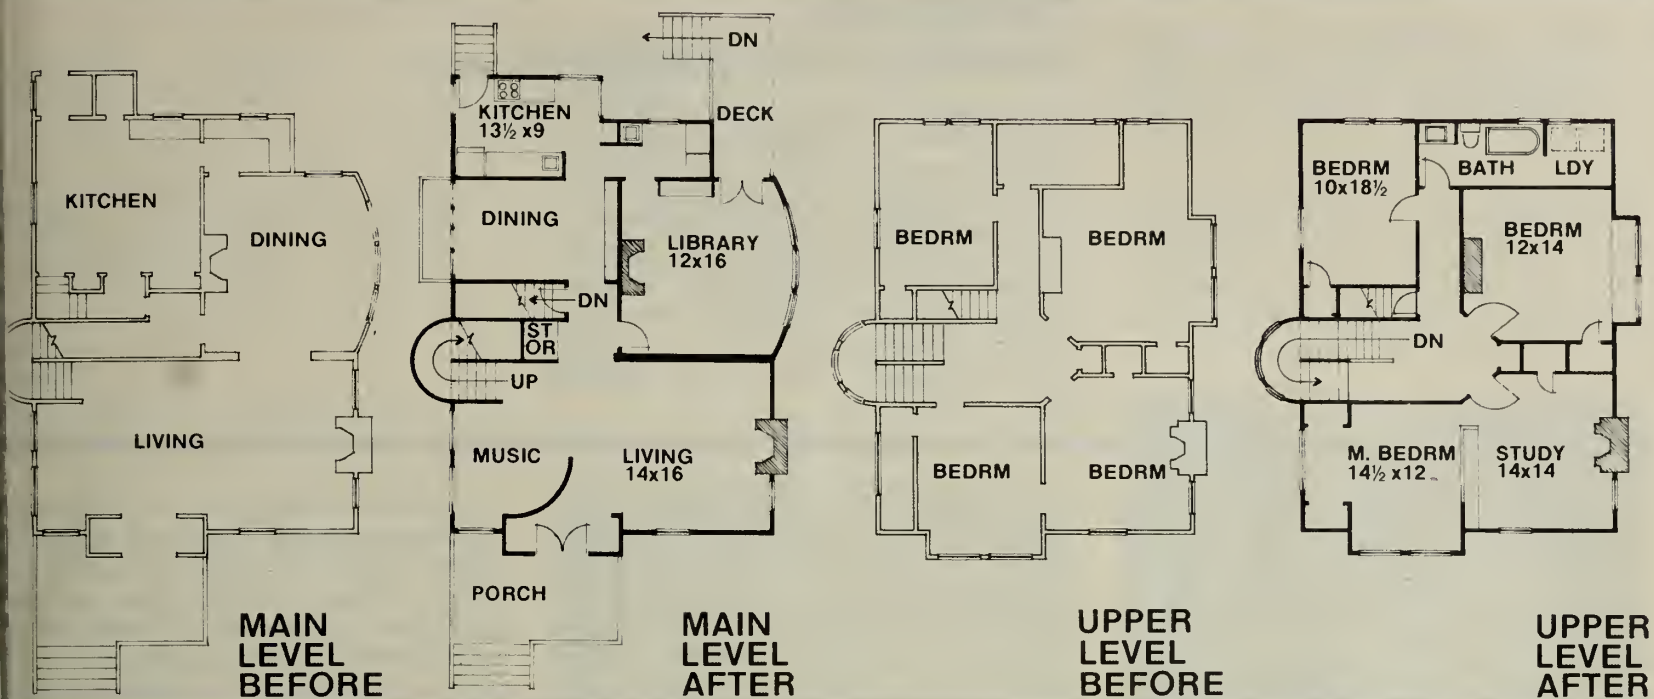 KITCHEN
DINING
LIVING
MAIN
LEVEL
BEFORE
DN
DECK
KITCHEN
13½ x9
DINING
LIBRARY
12x16
DN
ST
OR
UP
MUSIC
LIVING
14x16
PORCH
MAIN
LEVEL
AFTER
BEDRM
BEDRM
BEDRM
BEDRM
UPPER
LEVEL
BEFORE
BEDRM
10x18½
BATH
LDY
BEDRM
12x14
DN
M. BEDRM
14½ x12
STUDY
14x14
UPPER
LEVEL
AFTER